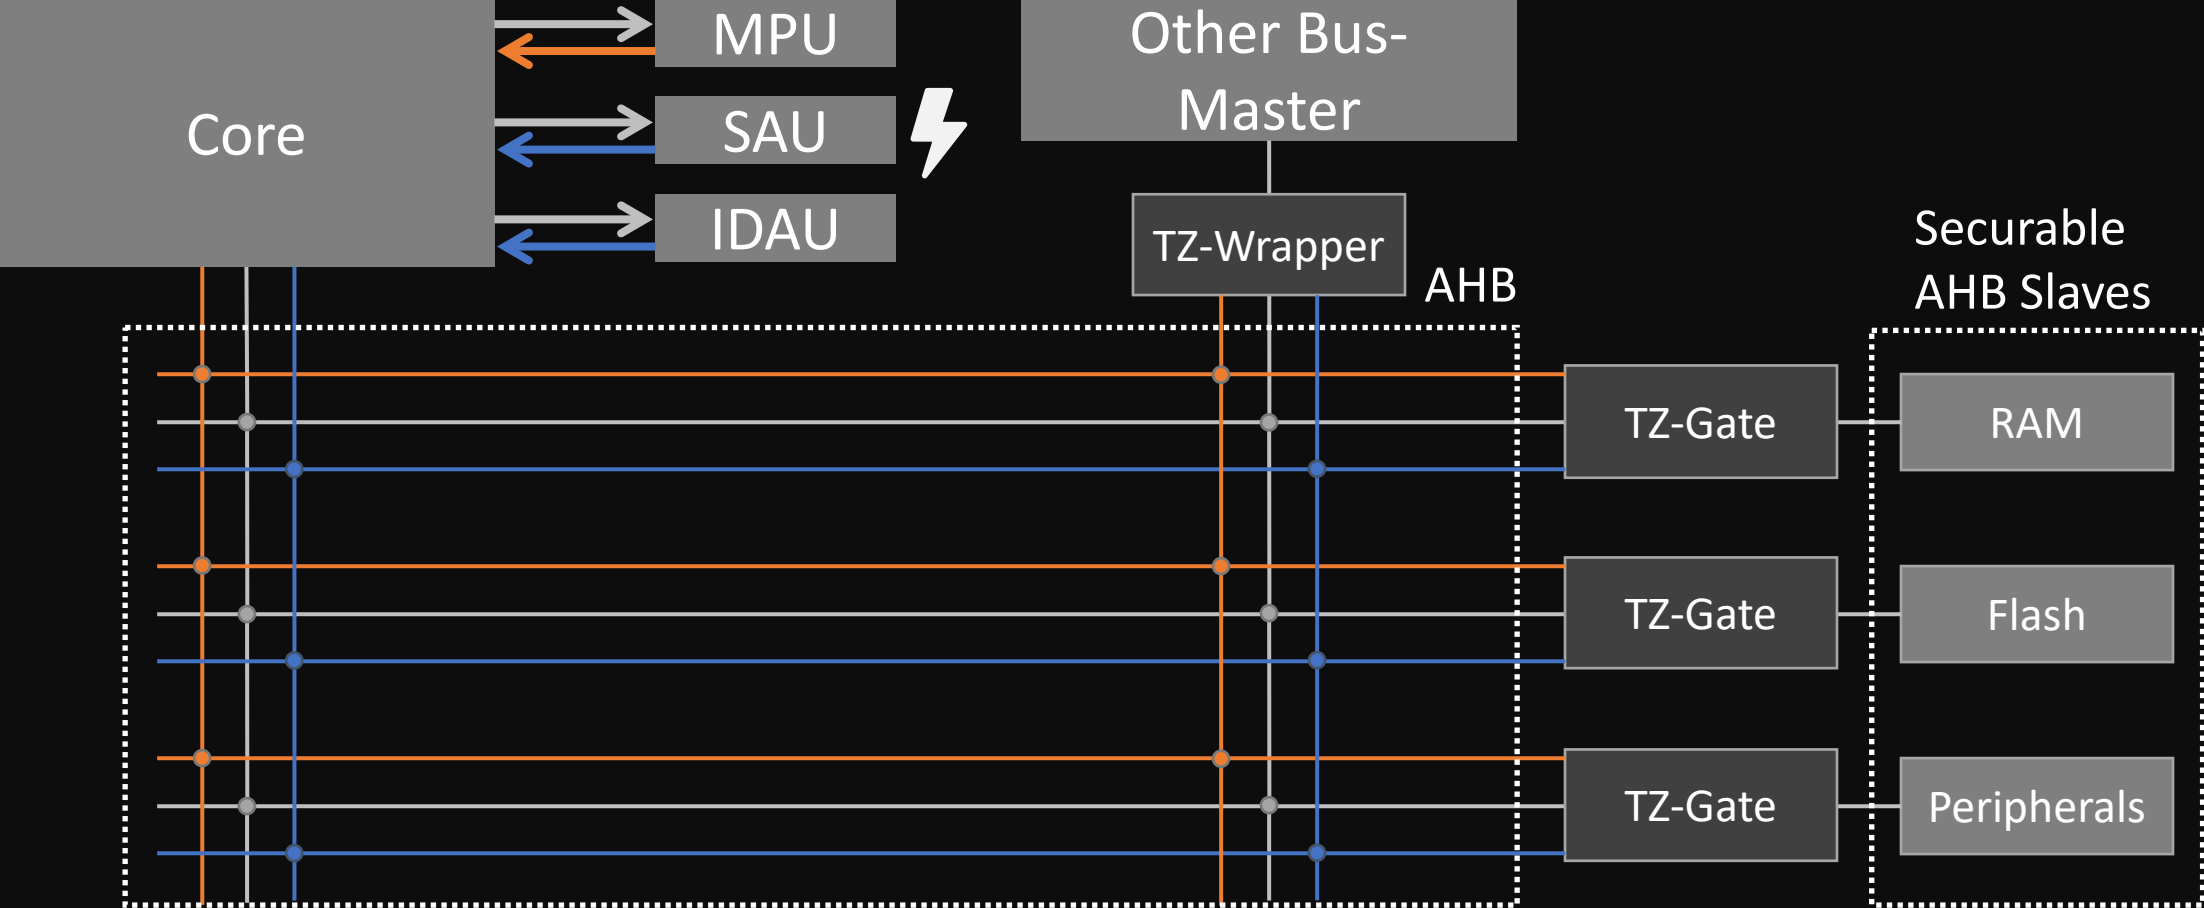 Core
MPU
SAU
IDAU
Other Bus-
Master
TZ-Wrapper
AHB
Securable
AHB Slaves
TZ-Gate
RAM
TZ-Gate
Flash
TZ-Gate
Peripherals